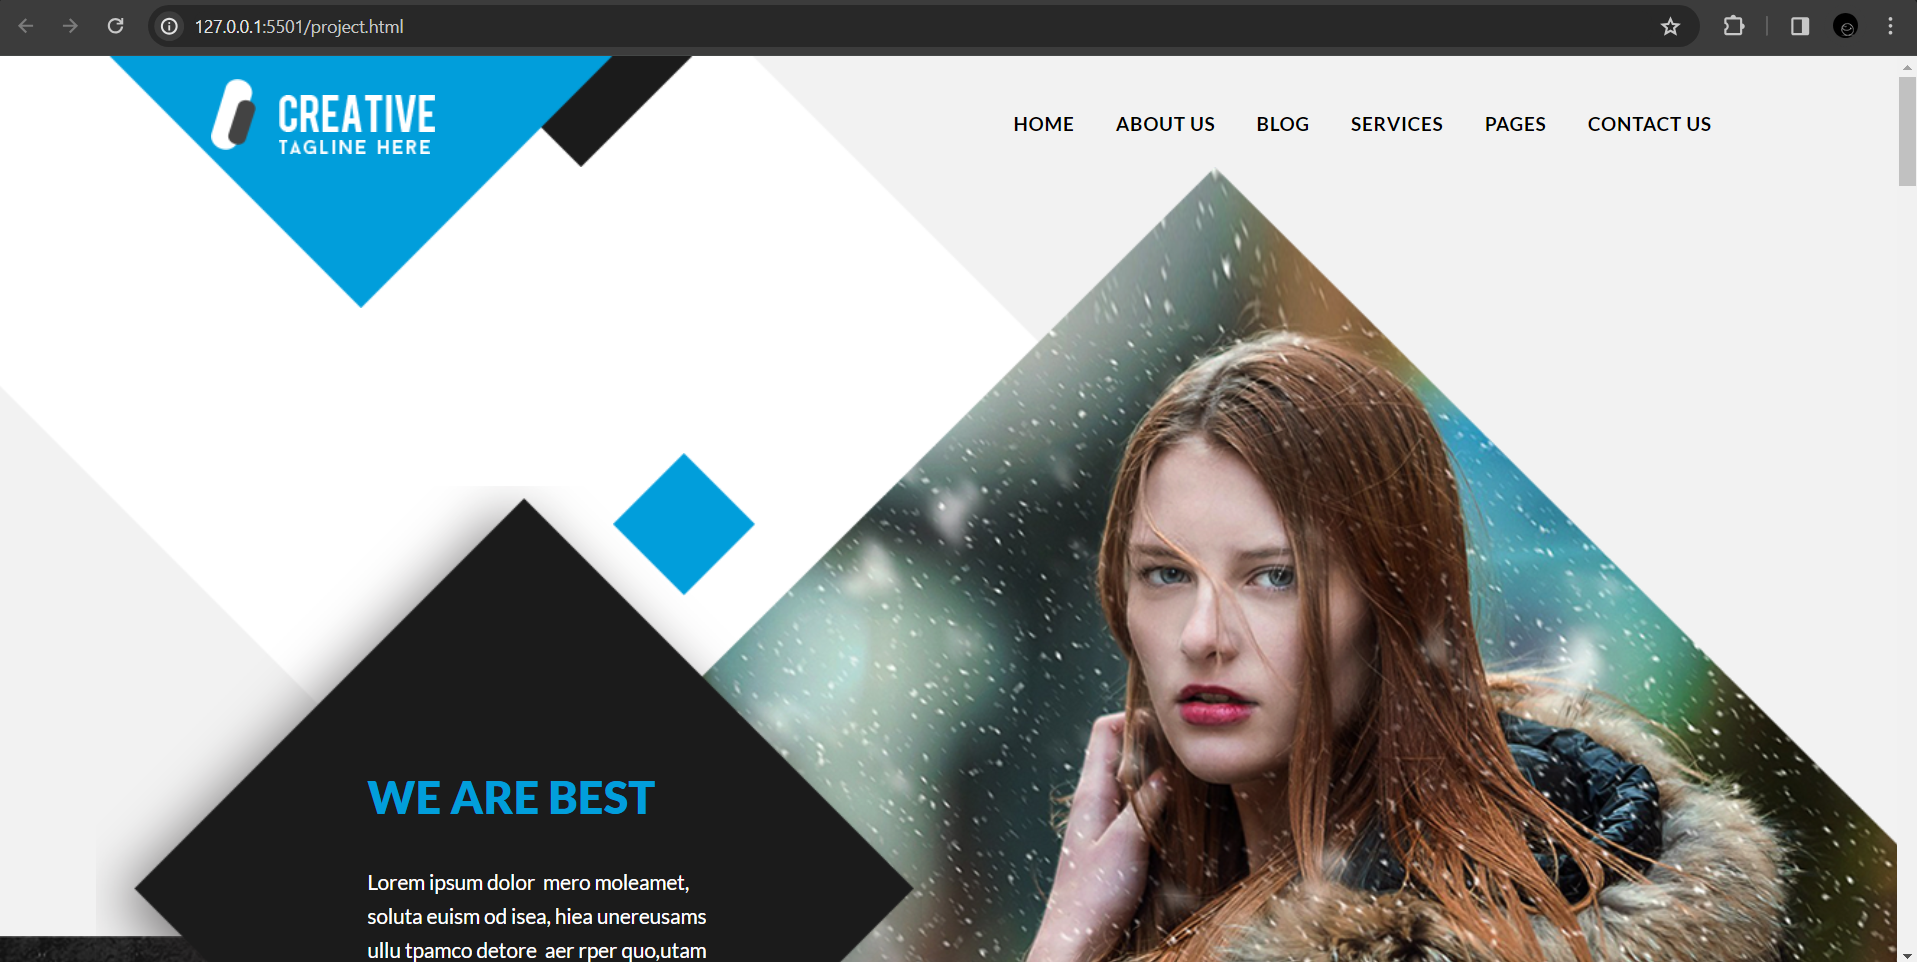 127.0.0.1:5501/project.html
CREATIVE
TAGLINE HERE
HOME ABOUT US BLOG SERVICES PAGES CONTACT US
WE ARE BEST
Lorem ipsum dolor mero moleamet,
soluta euism od isea, hiea unereusams
ullu tpamco detore aer rper quo,utam